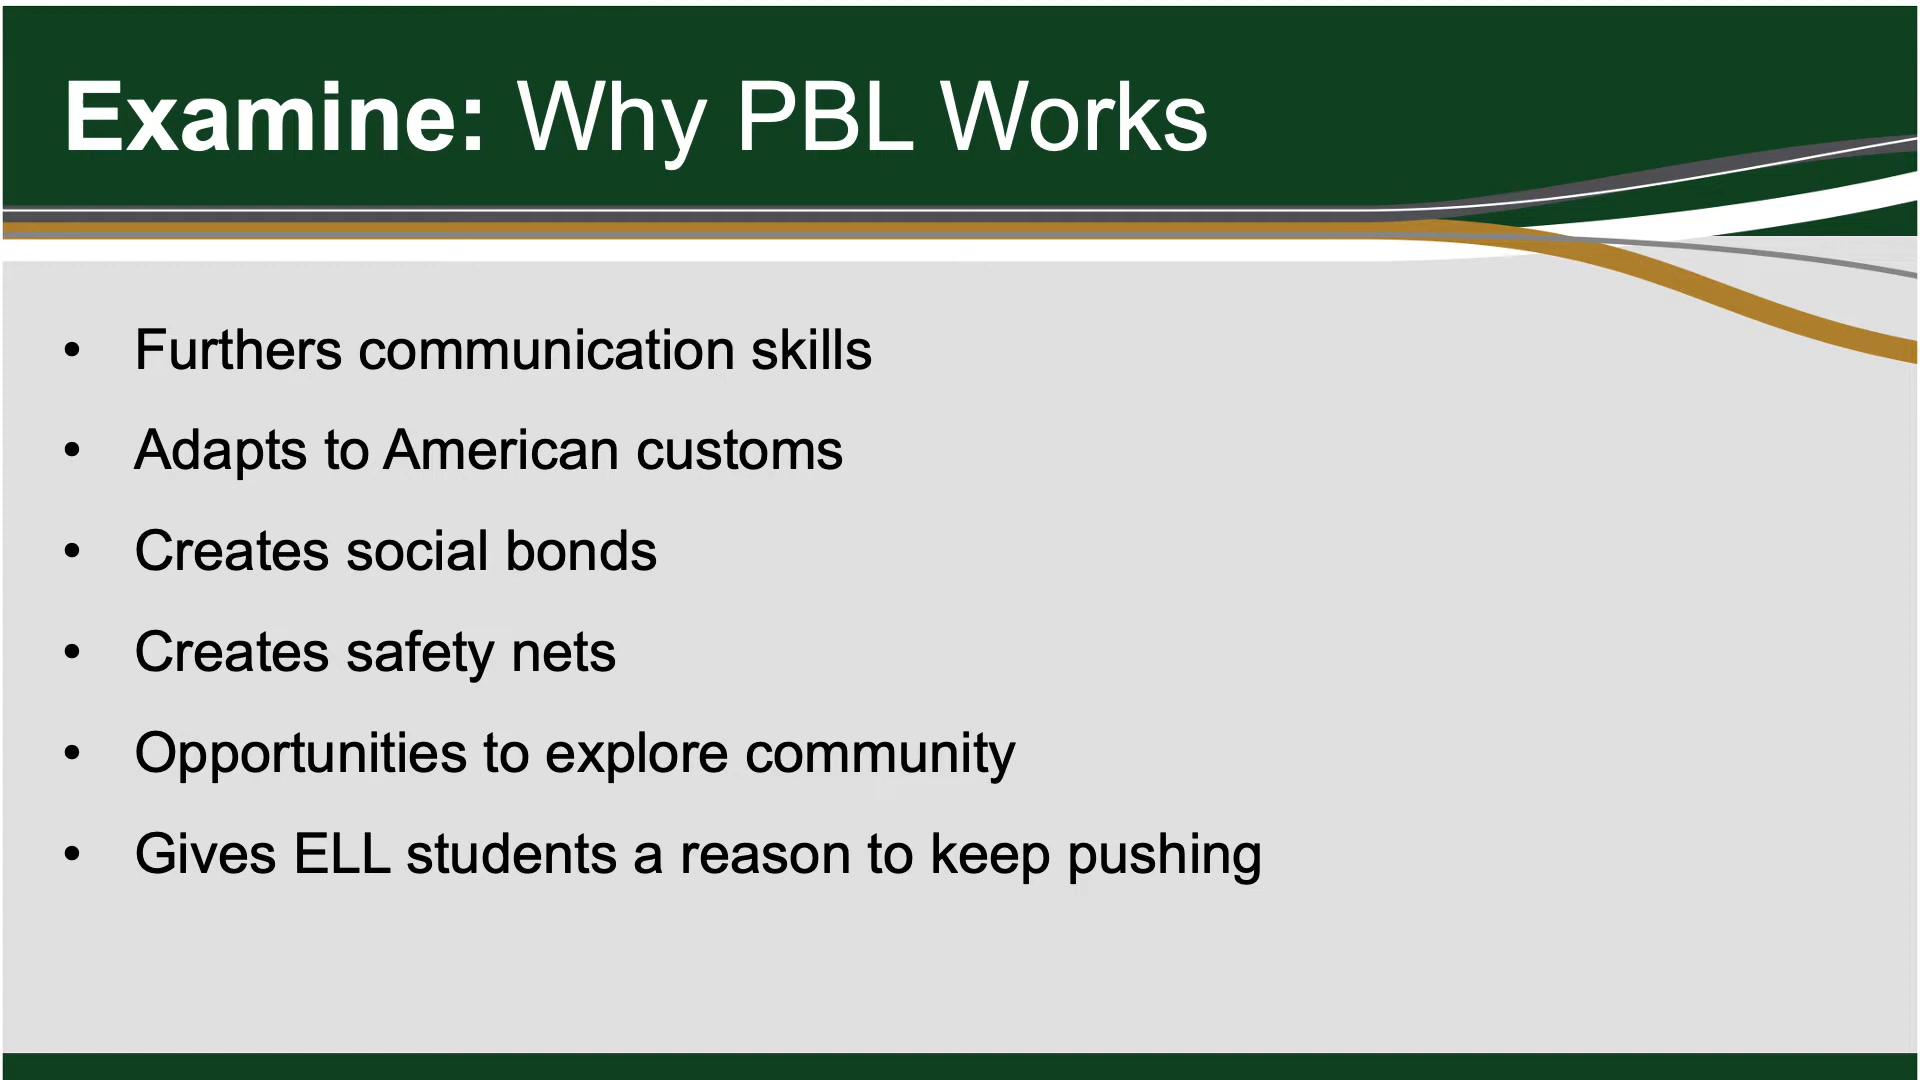 Examine: Why PBL Works
• Furthers communication skills
• Adapts to American customs
• Creates social bonds
• Creates safety nets
• Opportunities to explore community
• Gives ELL students a reason to keep pushing